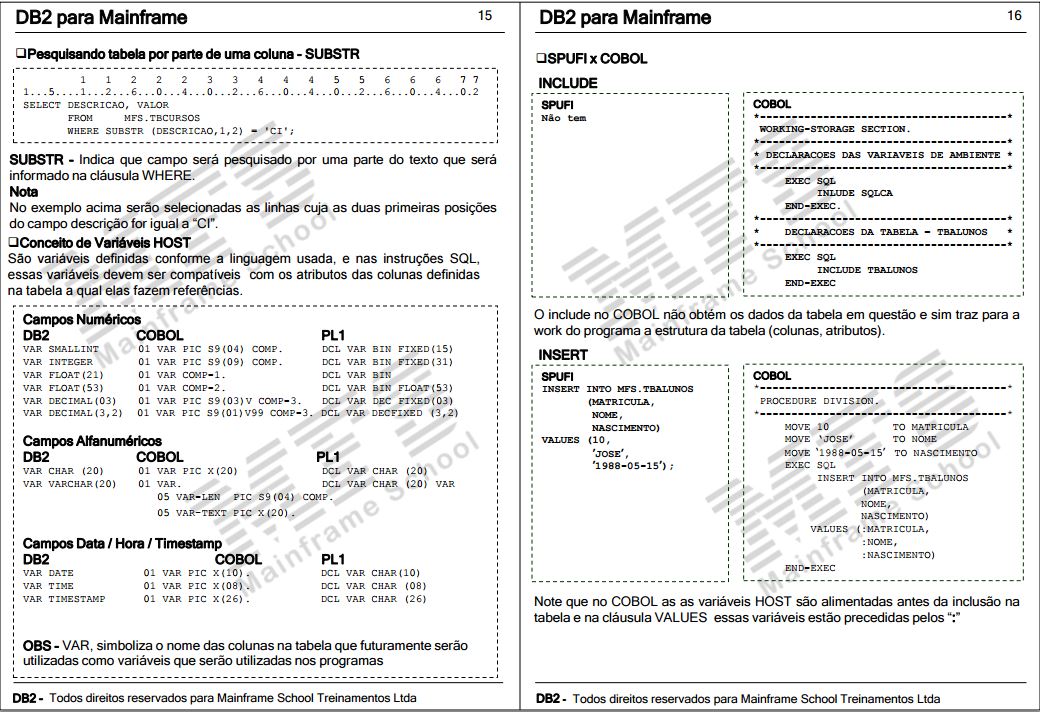 DB2 para Mainframe 15
❑Pesquisando tabela por parte de uma coluna - SUBSTR
1 1 2 2 2 3 3 4 4 4 5 5 6 6 6 7 7
1...5....1...2..6...0....4...0...2...6...0...4...0...2...6...0...4...0.2
SELECT DESCRICAO, VALOR
FROM MFS.TBCURSOS
WHERE SUBSTR (DESCRICAO,1,2) = 'CI';
SUBSTR - Indica que campo será pesquisado por uma parte do texto que será
informado na cláusula WHERE.
Nota
No exemplo acima serão selecionadas as linhas cuja as duas primeiras posições
do campo descrição for igual a “CI”.
❑Conceito de Variáveis HOST
São variáveis definidas conforme a linguagem usada, e nas instruções SQL,
essas variáveis devem ser compatíveis com os atributos das colunas definidas
na tabela a qual elas fazem referências.
Campos Numéricos
DB2 COBOL PL1
VAR SMALLINT 01 VAR PIC S9(04) COMP. DCL VAR BIN FIXED(15)
VAR INTEGER 01 VAR PIC S9(09) COMP. DCL VAR BIN FIXED(31)
VAR FLOAT(21) 01 VAR COMP-1. DCL VAR BIN
VAR FLOAT(53) 01 VAR COMP-2. DCL VAR BIN FLOAT(53)
VAR DECIMAL(03) 01 VAR PIC S9(03)V COMP-3. DCL VAR DEC FIXED(03)
VAR DECIMAL(3,2) 01 VAR PIC S9(01)V99 COMP-3. DCL VAR DECFIXED (3,2)
Campos Alfanuméricos
DB2 COBOL PL1
VAR CHAR (20) 01 VAR PIC X(20) DCL VAR CHAR (20)
VAR VARCHAR(20) 01 VAR. DCL VAR CHAR (20) VAR
05 VAR-LEN PIC S9(04) COMP.
05 VAR-TEXT PIC X(20).
Campos Data / Hora / Timestamp
DB2 COBOL PL1
VAR DATE 01 VAR PIC X(10). DCL VAR CHAR(10)
VAR TIME 01 VAR PIC X(08). DCL VAR CHAR (08)
VAR TIMESTAMP 01 VAR PIC X(26). DCL VAR CHAR (26)
OBS - VAR, simboliza o nome das colunas na tabela que futuramente serão
utilizadas como variáveis que serão utilizadas nos programas
DB2 - Todos direitos reservados para Mainframe School Treinamentos Ltda
MFS
Mainframe School
MFS
Mainframe School
DB2 para Mainframe 16
❑SPUFI x COBOL
INCLUDE
SPUFI
Não tem
COBOL
*---------------------------------------*
WORKING-STORAGE SECTION.
*---------------------------------------*
* DECLARACOES DAS VARIAVEIS DE AMBIENTE *
*---------------------------------------*
EXEC SQL
INLUDE SQLCA
END-EXEC.
*---------------------------------------*
* DECLARACOES DA TABELA – TBALUNOS *
*---------------------------------------*
EXEC SQL
INCLUDE TBALUNOS
END-EXEC
O include no COBOL não obtém os dados da tabela em questão e sim traz para a
work do programa a estrutura da tabela (colunas, atributos).
INSERT
SPUFI
INSERT INTO MFS.TBALUNOS
(MATRICULA,
NOME,
NASCIMENTO)
VALUES (10,
‘JOSE’,
‘1988-05-15’);
COBOL
*---------------------------------------*
PROCEDURE DIVISION.
*---------------------------------------*
MOVE 10 TO MATRICULA
MOVE ‘JOSE’ TO NOME
MOVE ‘1988-05-15’ TO NASCIMENTO
EXEC SQL
INSERT INTO MFS.TBALUNOS
(MATRICULA,
NOME,
NASCIMENTO)
VALUES (:MATRICULA,
:NOME,
:NASCIMENTO)
END-EXEC
Note que no COBOL as as variáveis HOST são alimentadas antes da inclusão na
tabela e na cláusula VALUES essas variáveis estão precedidas pelos “:”
DB2 - Todos direitos reservados para Mainframe School Treinamentos Ltda
MFS
Mainframe School
MFS
Mainframe School